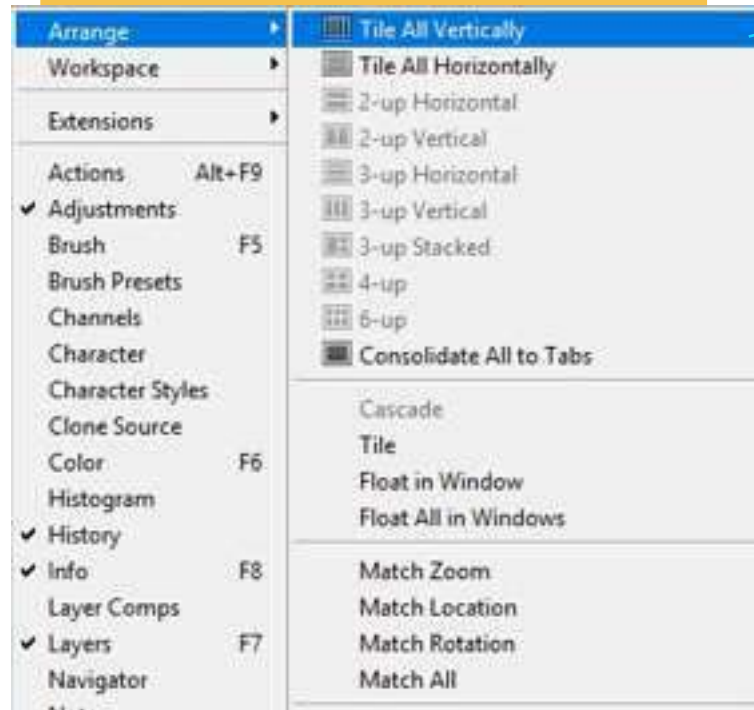 Arrange
Workspace
Extensions
Actions Alt+F9
Adjustments
Brush F5
Brush Presets
Channels
Character
Character Styles
Clone Source
Color F6
Histogram
History
Info F8
Layer Comps
Layers F7
Navigator
Tile All Vertically
Tile All Horizontally
2-up Horizontal
2-up Vertical
3-up Horizontal
3-up Vertical
3-up Stacked
4-up
6-up
Consolidate All to Tabs
Cascade
Tile
Float in Window
Float All in Windows
Match Zoom
Match Location
Match Rotation
Match All